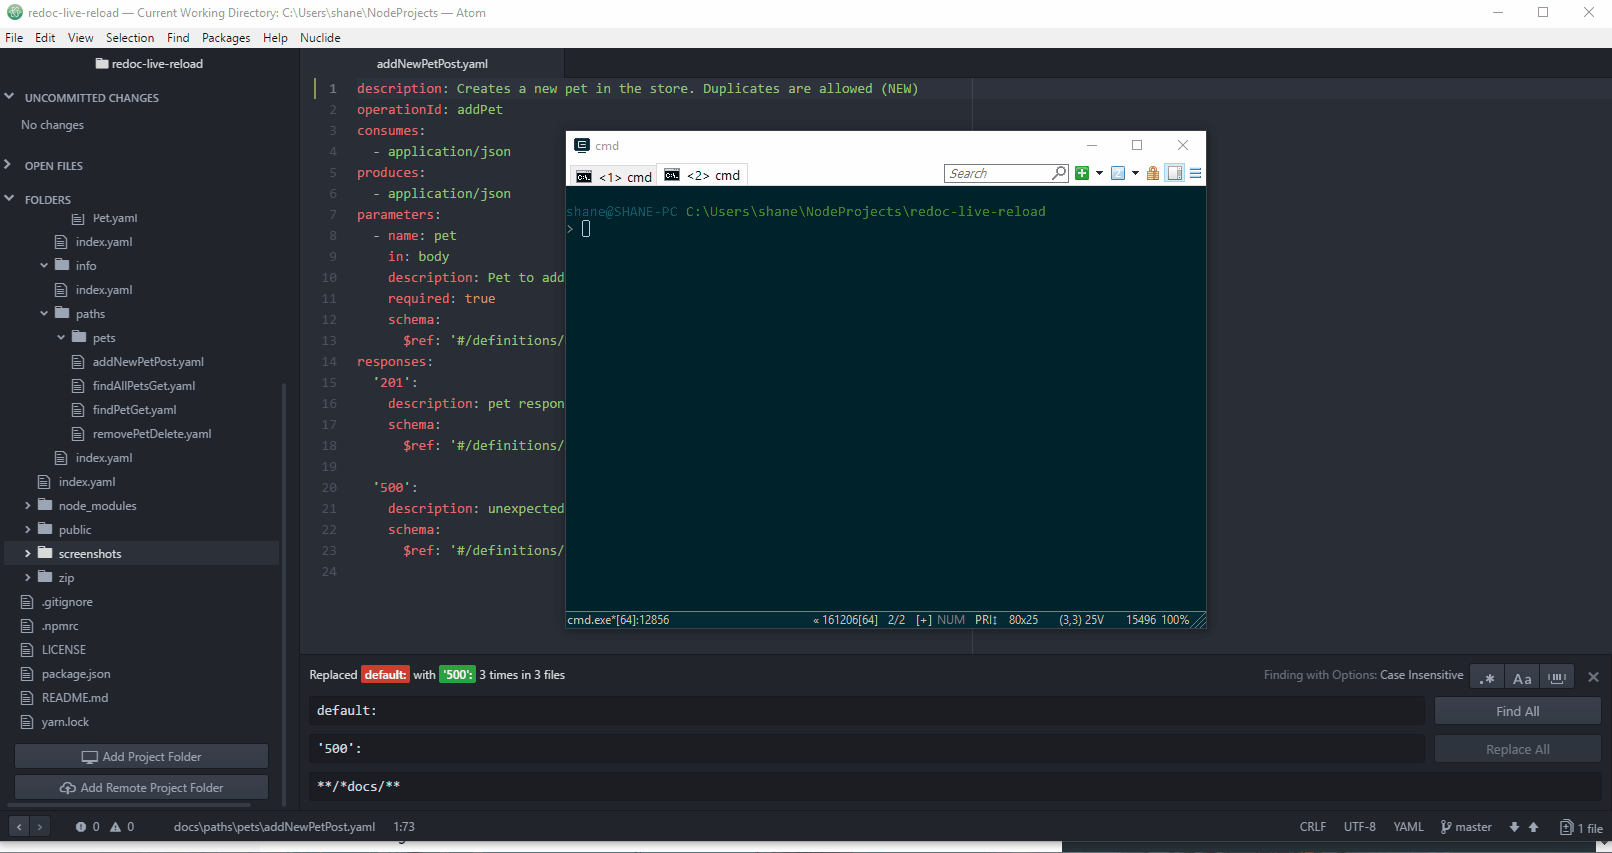 redoc-live-reload — Current Working Directory: C:\Users\shane\NodeProjects — Atom
File Edit View Selection Find Packages Help Nuclide
redoc-live-reload
UNCOMMITTED CHANGES
No changes
OPEN FILES
FOLDERS
Pet.yaml
index.yaml
info
index.yaml
paths
pets
addNewPetPost.yaml
findAllPetsGet.yaml
findPetGet.yaml
removePetDelete.yaml
index.yaml
index.yaml
node_modules
public
screenshots
zip
.gitignore
.npmrc
LICENSE
package.json
README.md
yarn.lock
Add Project Folder
Add Remote Project Folder
addNewPetPost.yaml
1 description: Creates a new pet in the store. Duplicates are allowed (NEW)
2 operationId: addPet
3 consumes:
4 - application/json
5 produces:
6 - application/json
7 parameters:
8 - name: pet
9 in: body
10 description: Pet to add
11 required: true
12 schema:
13 $ref: '#/definitions/
14 responses:
15 '201':
16 description: pet respon
17 schema:
18 $ref: '#/definitions/
19
20 '500':
21 description: unexpected
22 schema:
23 $ref: '#/definitions/
24
cmd
<1> cmd <2> cmd Search
shane@SHANE-PC C:\Users\shane\NodeProjects\redoc-live-reload
>
cmd.exe*[64]:12856 « 161206[64] 2/2 [+] NUM PRI↕ 80x25 (3,3) 25V 15496 100%
Replaced default: with '500': 3 times in 3 files
Finding with Options: Case Insensitive .* Aa
default: Find All
'500': Replace All
**/*docs/**
0 0 docs\paths\pets\addNewPetPost.yaml 1:73 CRLF UTF-8 YAML master 1 file